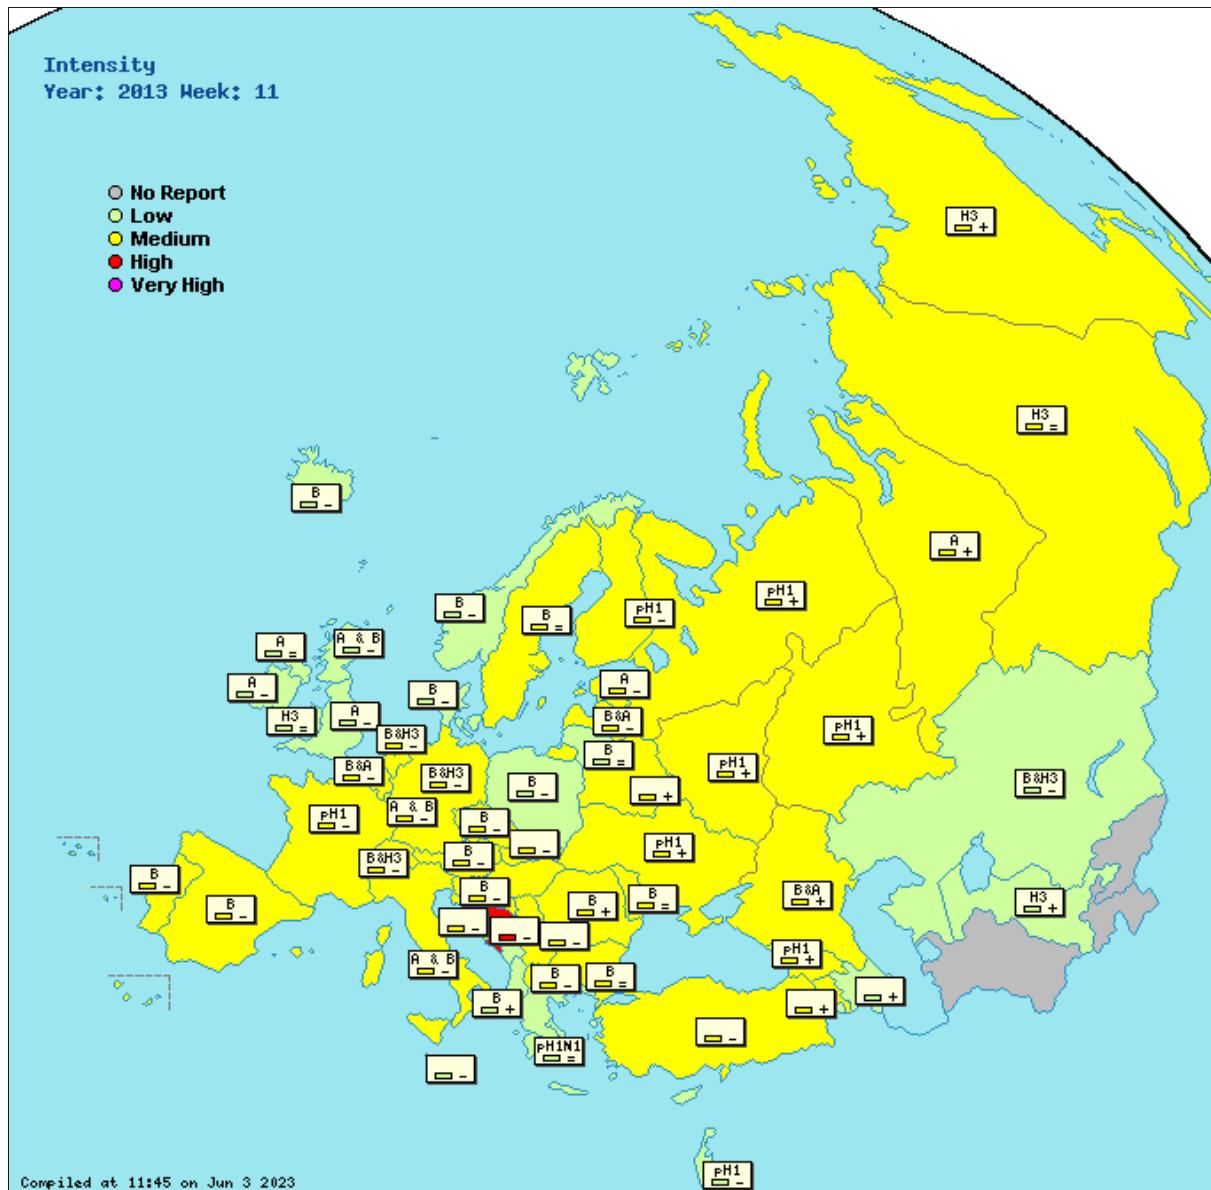 Intensity
Year: 2013 Week: 11
No Report
Low
Medium
High
Very High
H3
+
H3
=
B
-
A
+
pH1
+
B
-
B
=
pH1
-
A
=
A & B
-
A
-
A
-
B
-
B&A
-
H3
=
A
-
B&H3
-
B
=
pH1
+
pH1
+
B&A
-
B&H3
-
B
-
+
B&H3
-
pH1
-
A & B
-
B
-
-
pH1
+
B&H3
-
B
-
B
-
B
-
B
-
B
+
B
=
B&A
+
H3
+
-
-
-
A & B
-
pH1
+
B
-
B
=
+
B
+
+
-
pH1N1
=
-
pH1
-
Compiled at 11:45 on Jun 3 2023